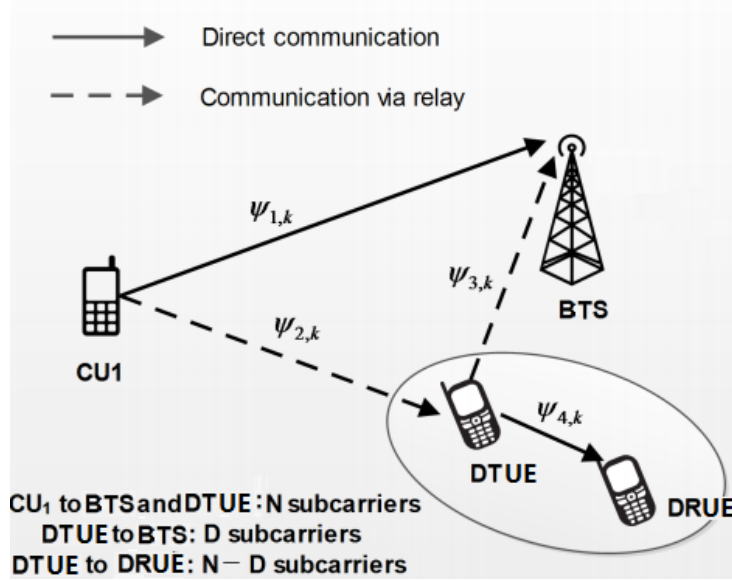 Direct communication
Communication via relay
ψ1,k
BTS
ψ3,k
CU1
ψ2,k
ψ4,k
DTUE
DRUE
CU1 to BTS and DTUE: N subcarriers
DTUE to BTS: D subcarriers
DTUE to DRUE: N− D subcarriers